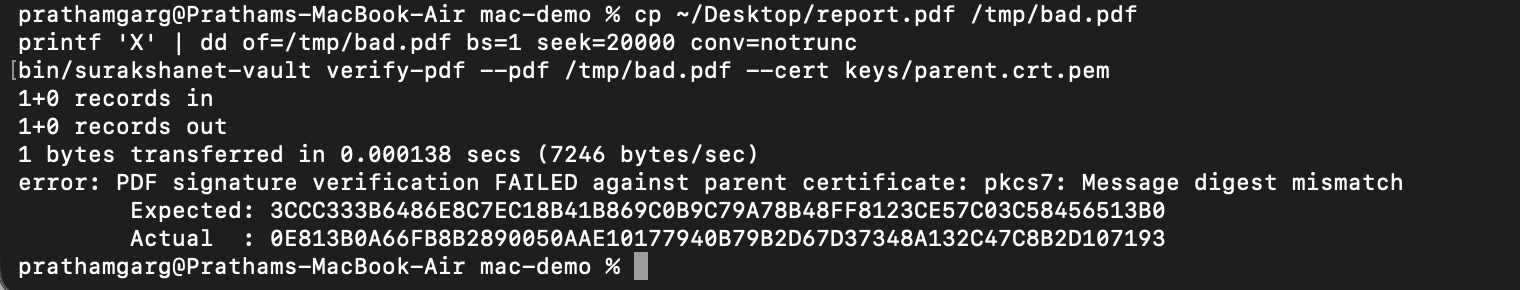 prathamgarg@Prathams-MacBook-Air mac-demo % cp ~/Desktop/report.pdf /tmp/bad.pdf
printf 'X' | dd of=/tmp/bad.pdf bs=1 seek=20000 conv=notrunc
[bin/surakshanet-vault verify-pdf --pdf /tmp/bad.pdf --cert keys/parent.crt.pem
1+0 records in
1+0 records out
1 bytes transferred in 0.000138 secs (7246 bytes/sec)
error: PDF signature verification FAILED against parent certificate: pkcs7: Message digest mismatch
Expected: 3CCC333B6486E8C7EC18B41B869C0B9C79A78B48FF8123CE57C03C58456513B0
Actual  : 0E813B0A66FB8B2890050AAE10177940B79B2D67D37348A132C47C8B2D107193
prathamgarg@Prathams-MacBook-Air mac-demo %